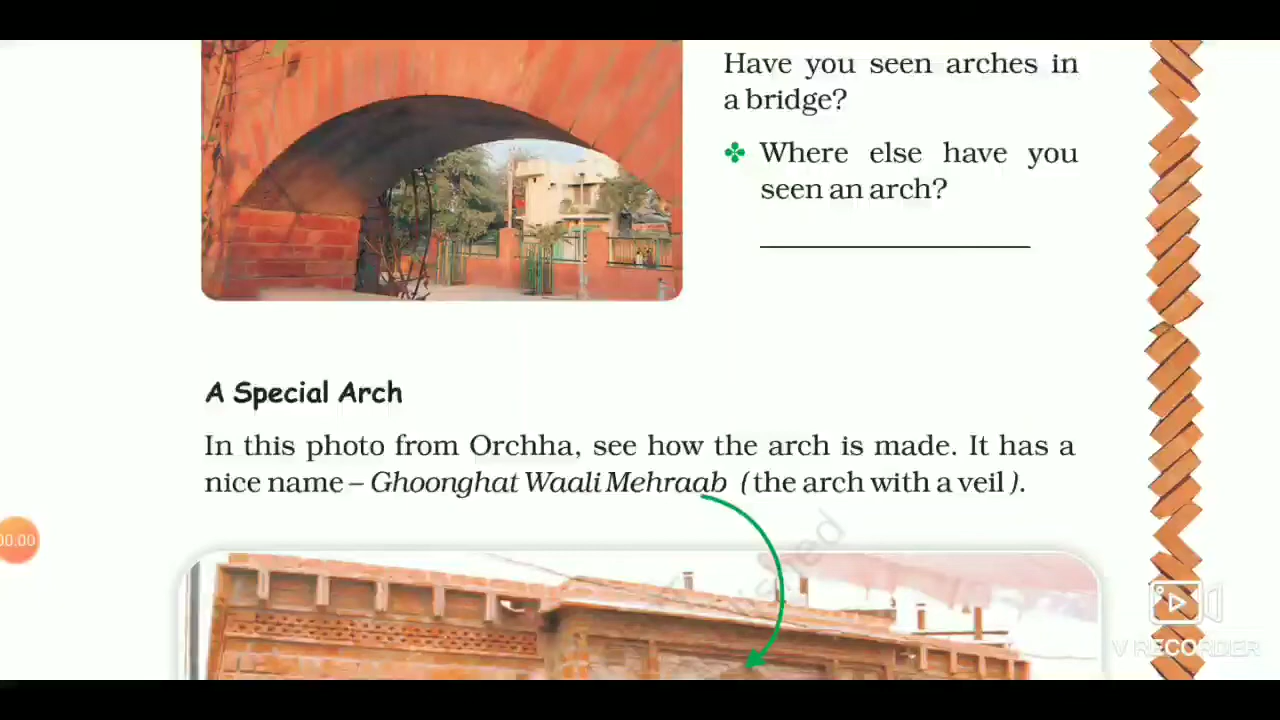 Have you seen arches in
a bridge?
Where else have you
seen an arch?
A Special Arch
In this photo from Orchha, see how the arch is made. It has a
nice name – Ghoonghat Waali Mehraab (the arch with a veil).
00:00
V RECORDER